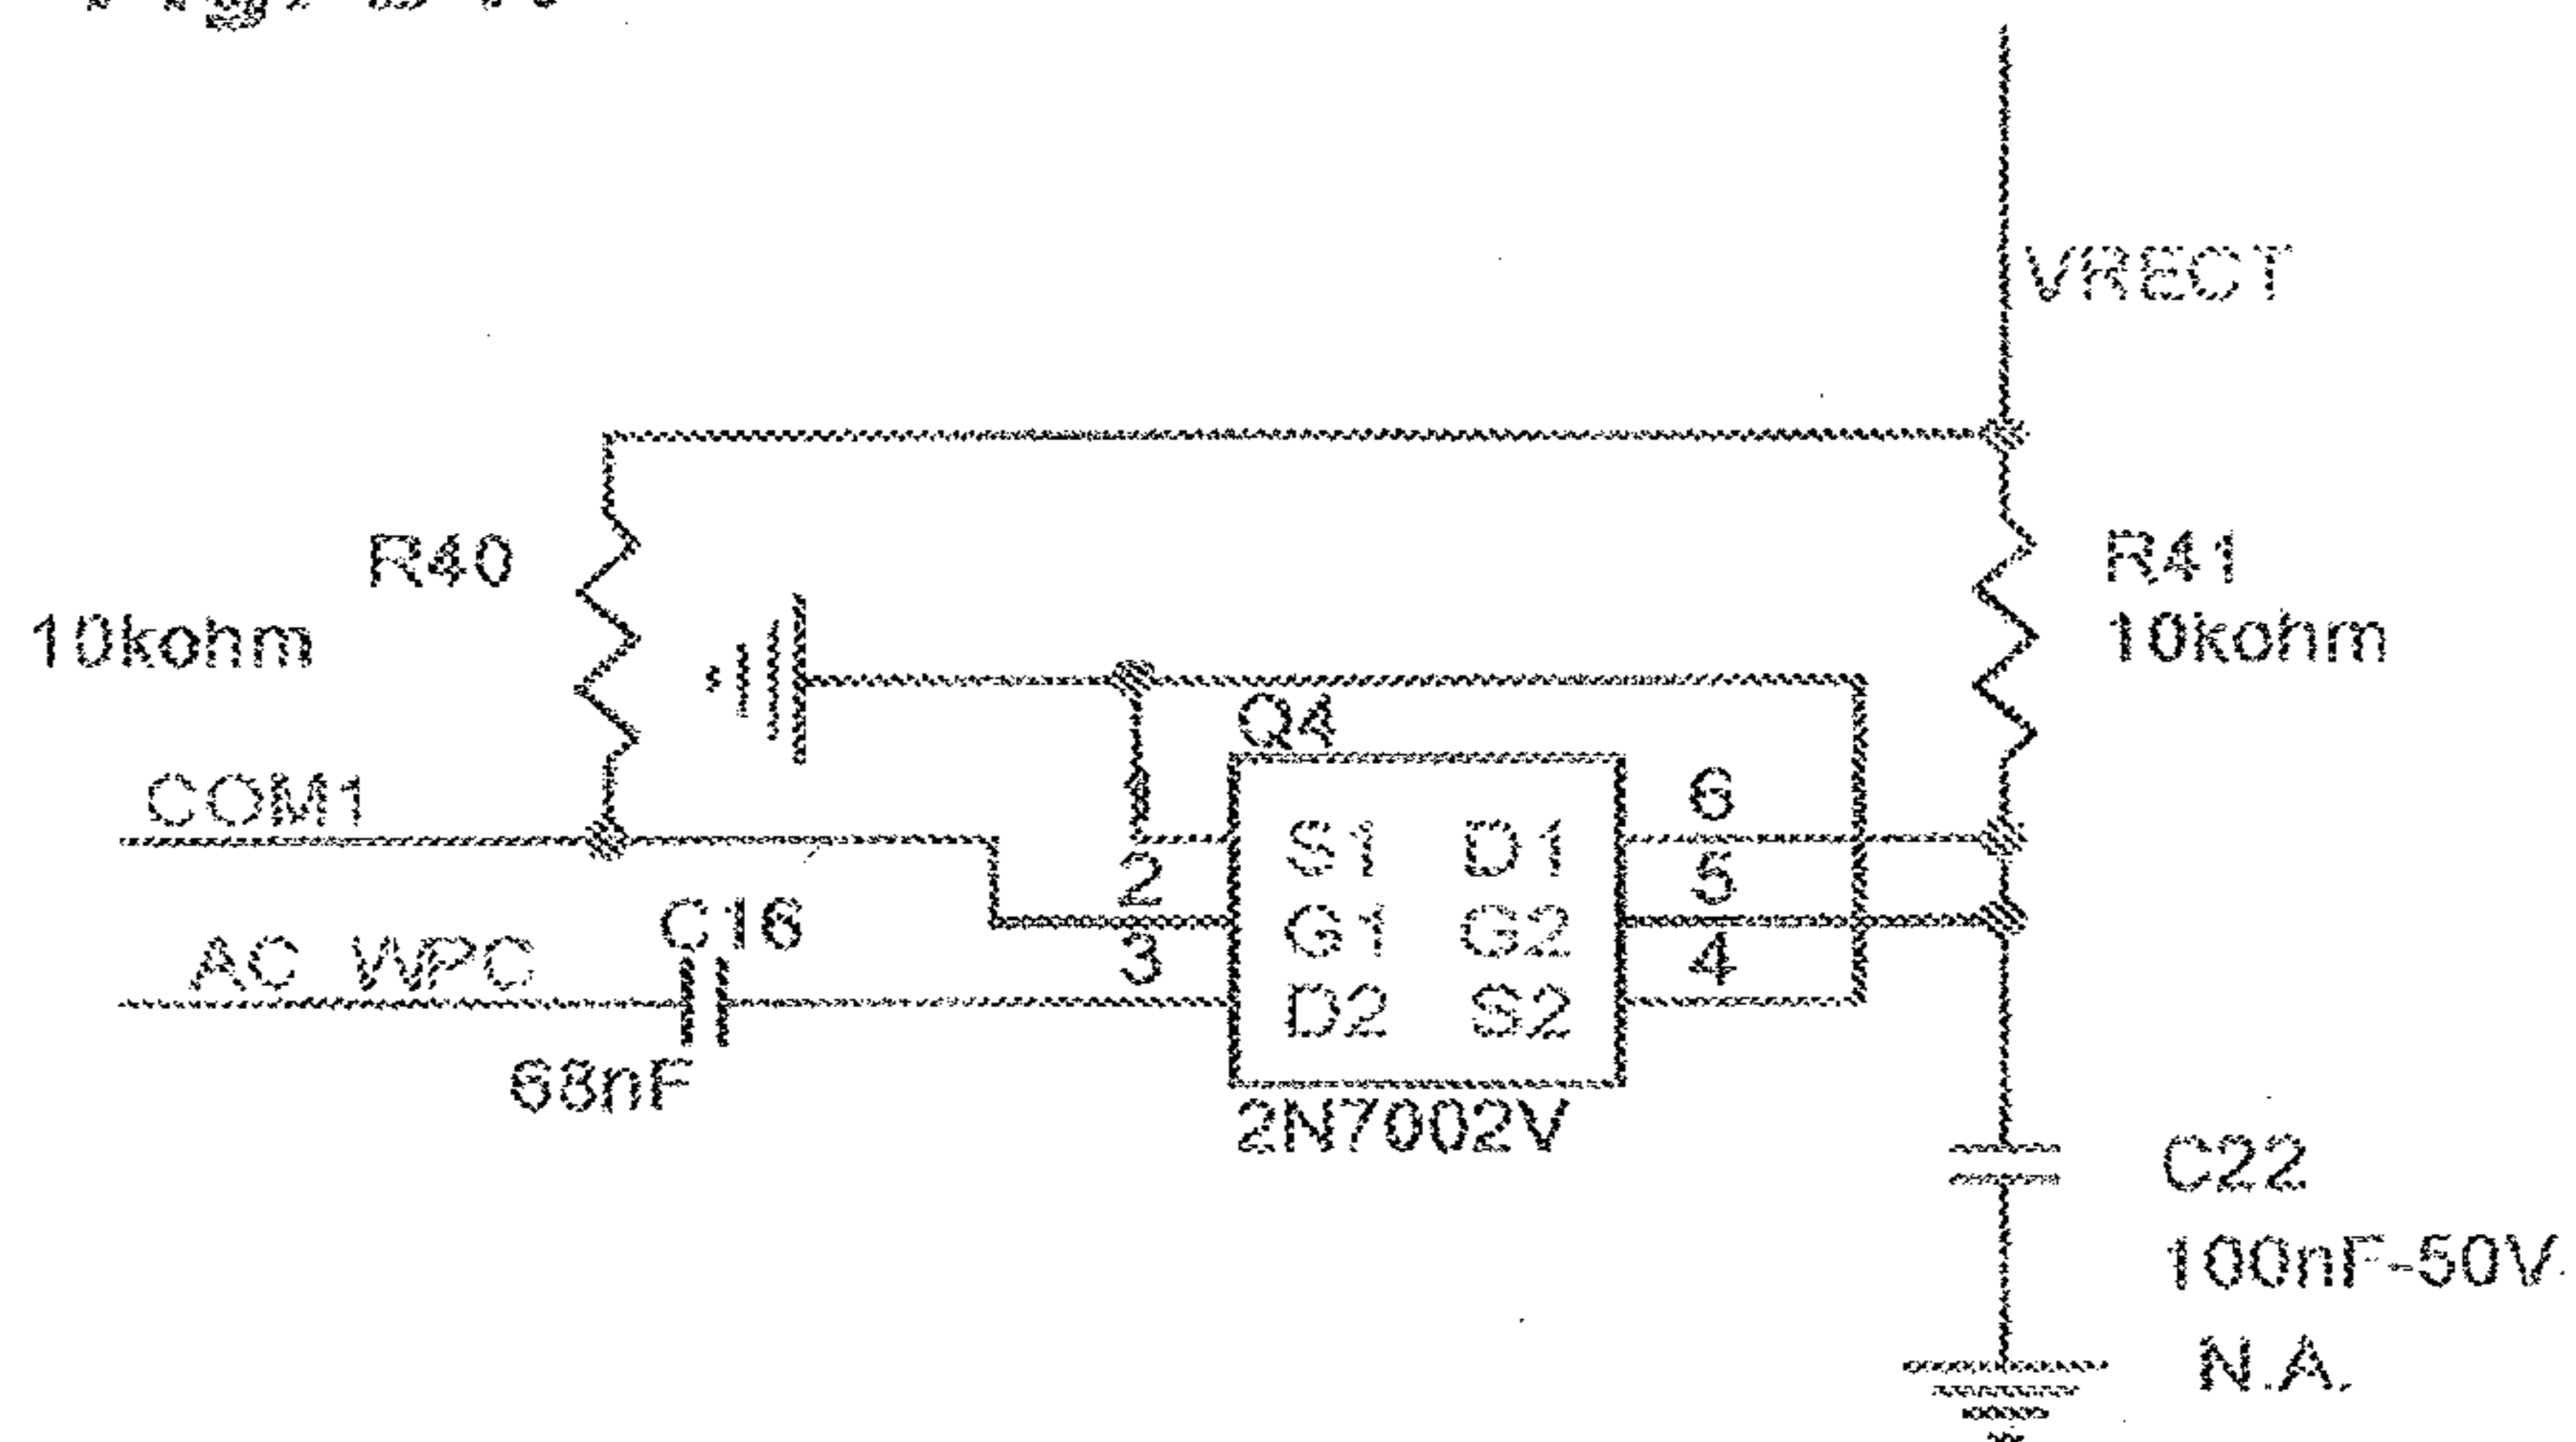 VRECT
R40
10kohm
R41
10kohm
Q4
COM1
6
S1 D1
2
5
C16
G1 G2
AC WPC
3
4
D2 S2
68nF
2N7002V
C22
100nF-50V
N.A.